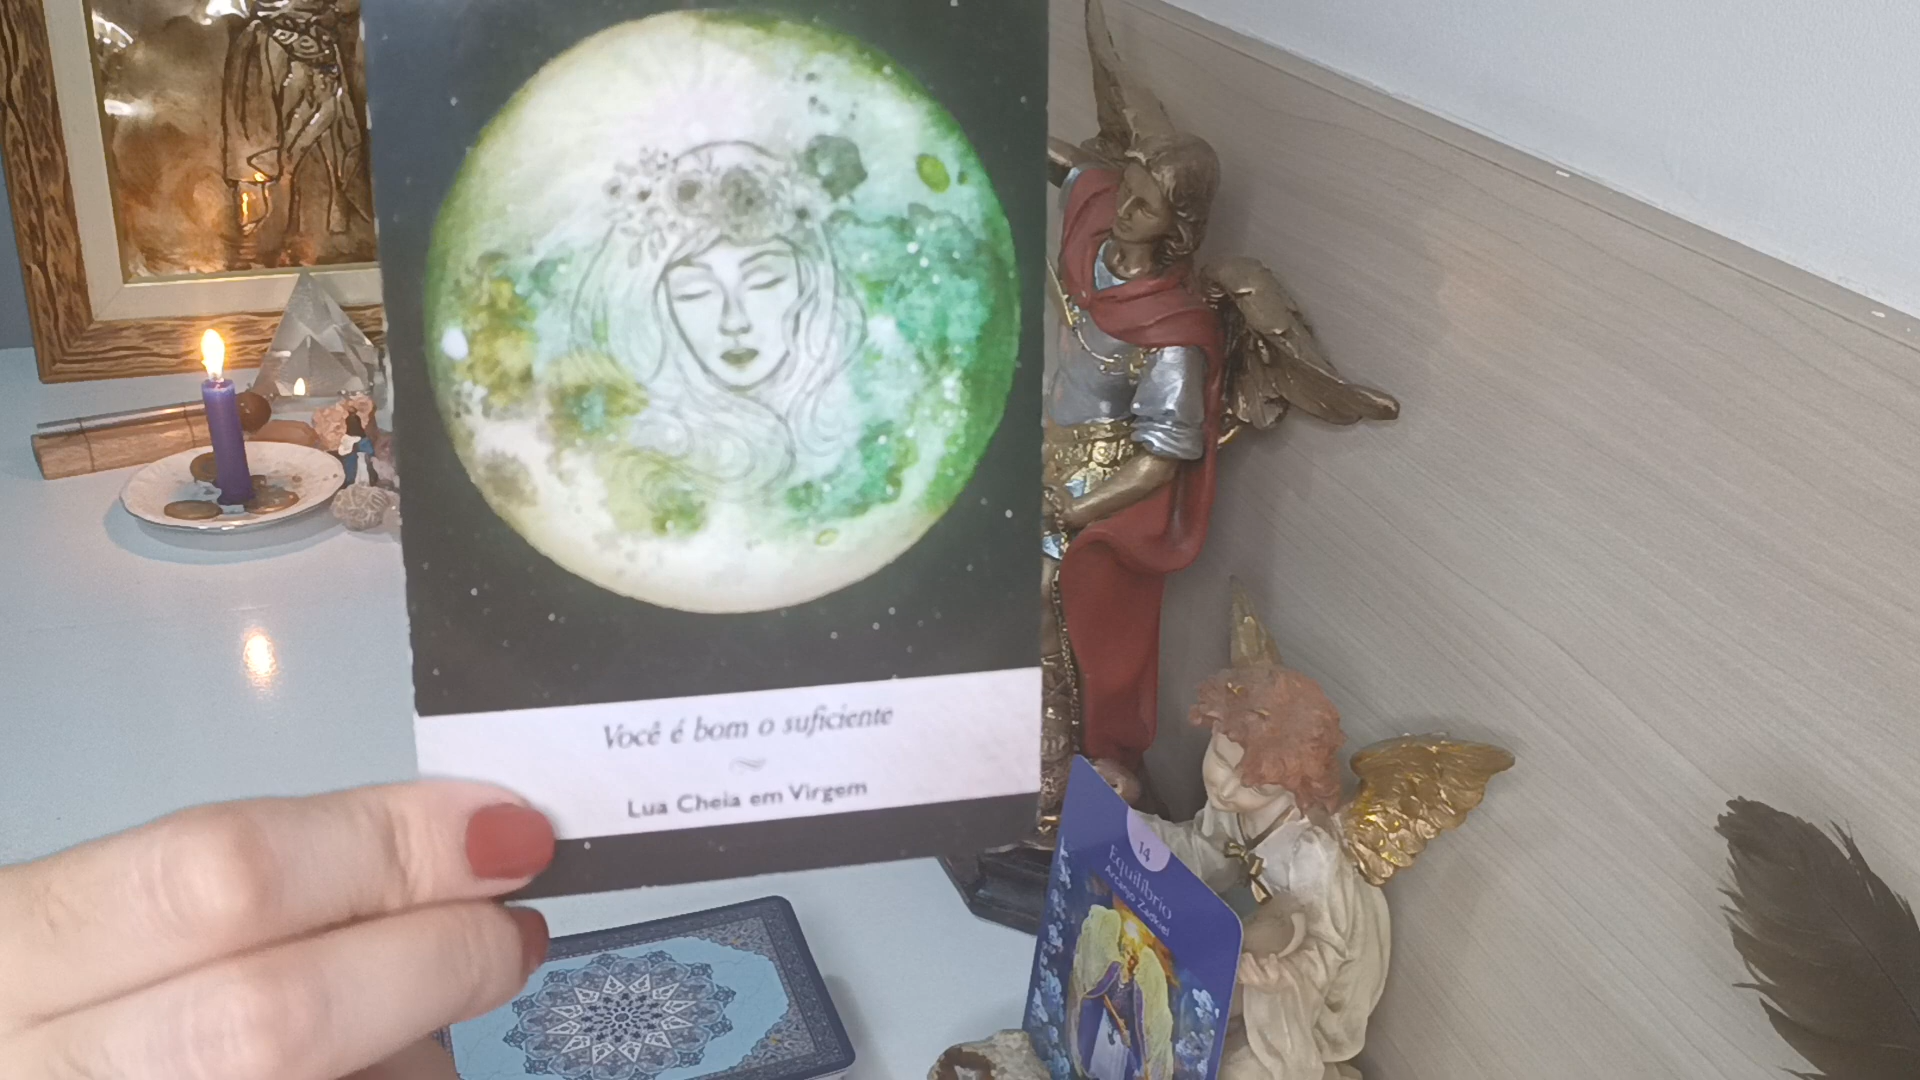 Você é bom o suficiente
Lua Cheia em Virgem
14
Equilíbrio
Arcanjo Zadkiel